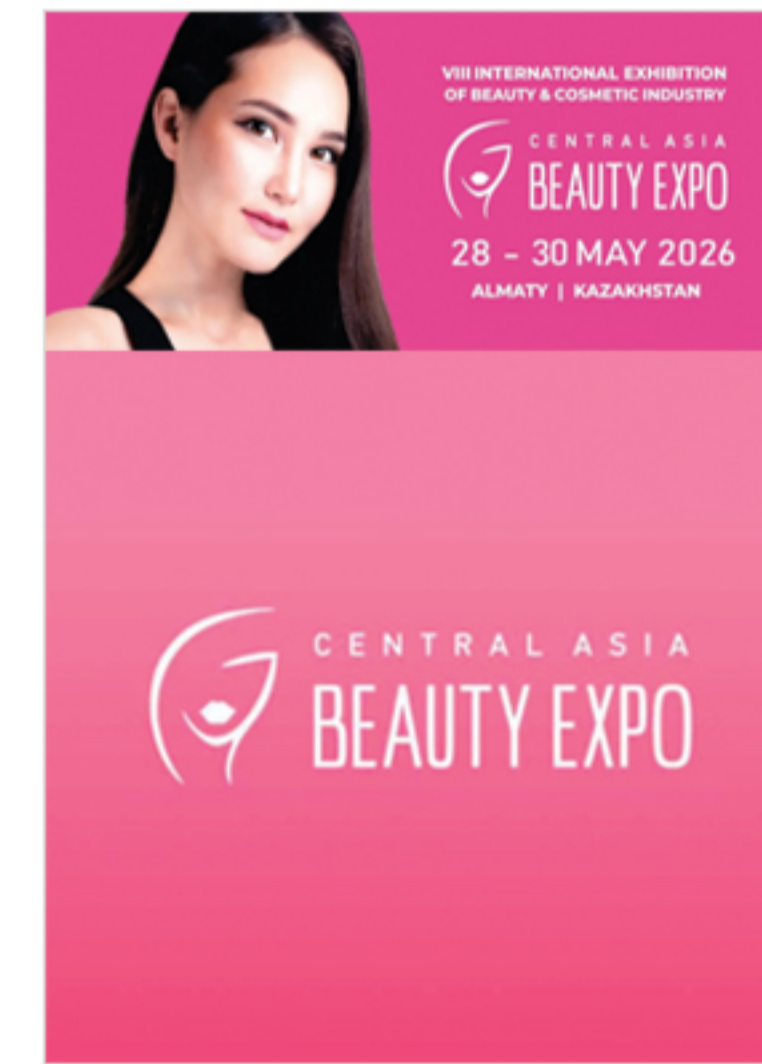 VIII INTERNATIONAL EXHIBITION
OF BEAUTY & COSMETIC INDUSTRY
CENTRAL ASIA
BEAUTY EXPO
28 – 30 MAY 2026
ALMATY | KAZAKHSTAN
CENTRAL ASIA
BEAUTY EXPO